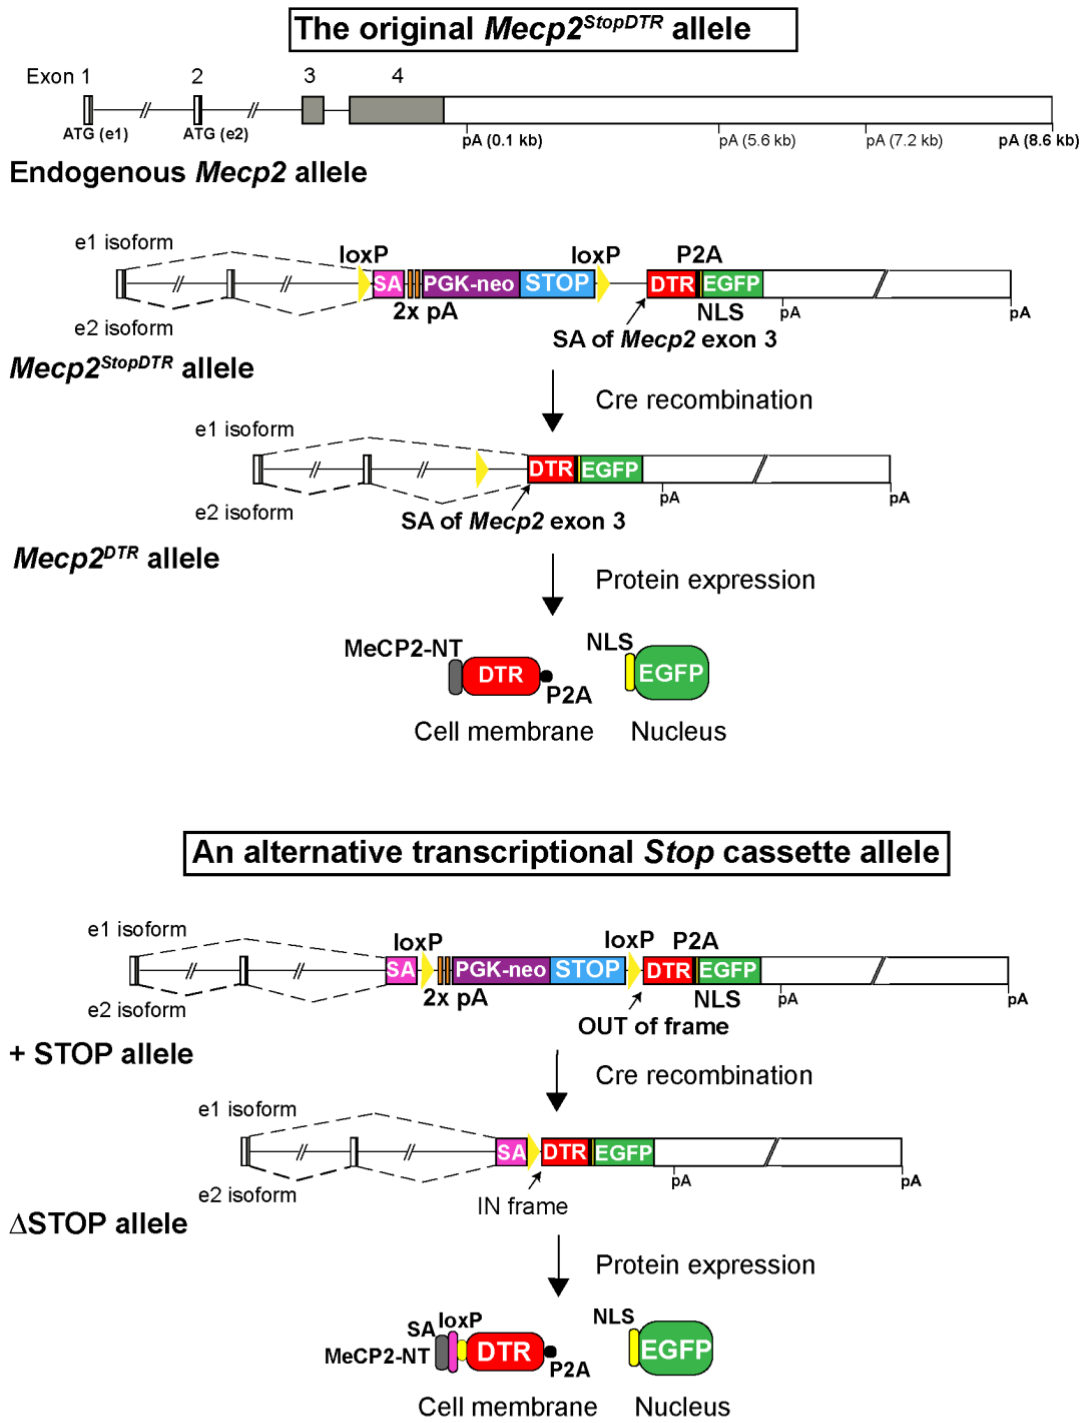 The original Mecp2StopDTR allele
Exon 1 2 3 4
ATG (e1) ATG (e2) pA (0.1 kb) pA (5.6 kb) pA (7.2 kb) pA (8.6 kb)
Endogenous Mecp2 allele
e1 isoform loxP loxP P2A
SA PGK-neo STOP DTR EGFP
e2 isoform 2x pA NLS pA pA
SA of Mecp2 exon 3
Mecp2StopDTR allele
Cre recombination
e1 isoform
DTR EGFP
e2 isoform pA pA
SA of Mecp2 exon 3
Mecp2DTR allele
Protein expression
MeCP2-NT NLS
DTR EGFP
P2A
Cell membrane Nucleus
An alternative transcriptional Stop cassette allele
e1 isoform loxP loxP P2A
SA PGK-neo STOP DTR EGFP
e2 isoform 2x pA NLS pA pA
OUT of frame
+ STOP allele
Cre recombination
e1 isoform
SA DTR EGFP
e2 isoform pA pA
IN frame
ΔSTOP allele
Protein expression
SA loxP NLS
MeCP2-NT DTR EGFP
P2A
Cell membrane Nucleus